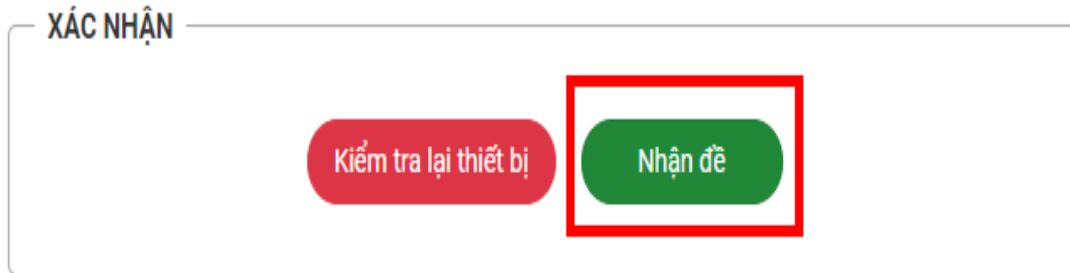 XÁC NHẬN
Kiểm tra lại thiết bị
Nhận đề